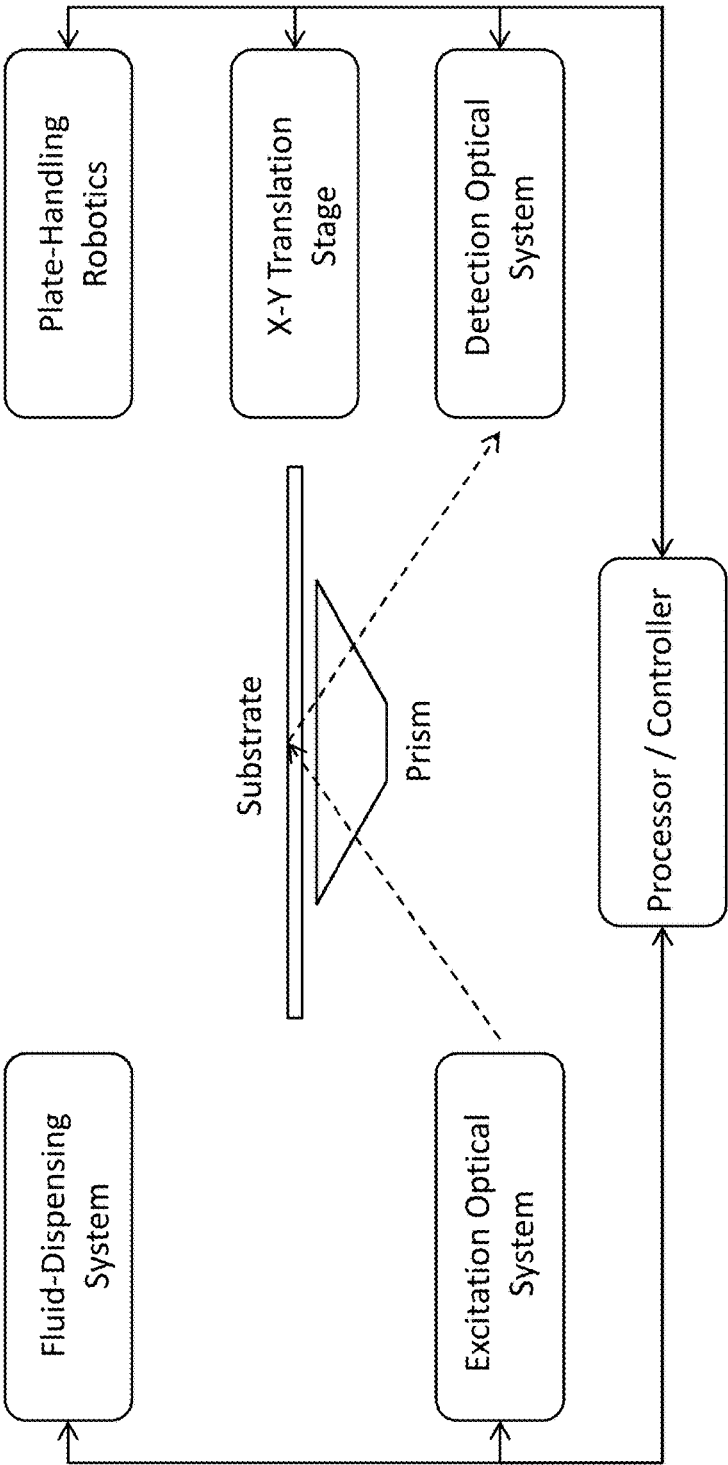 Fluid-Dispensing
System
Plate-Handling
Robotics
Substrate
X-Y Translation
Stage
Prism
Excitation Optical
System
Detection Optical
System
Processor / Controller